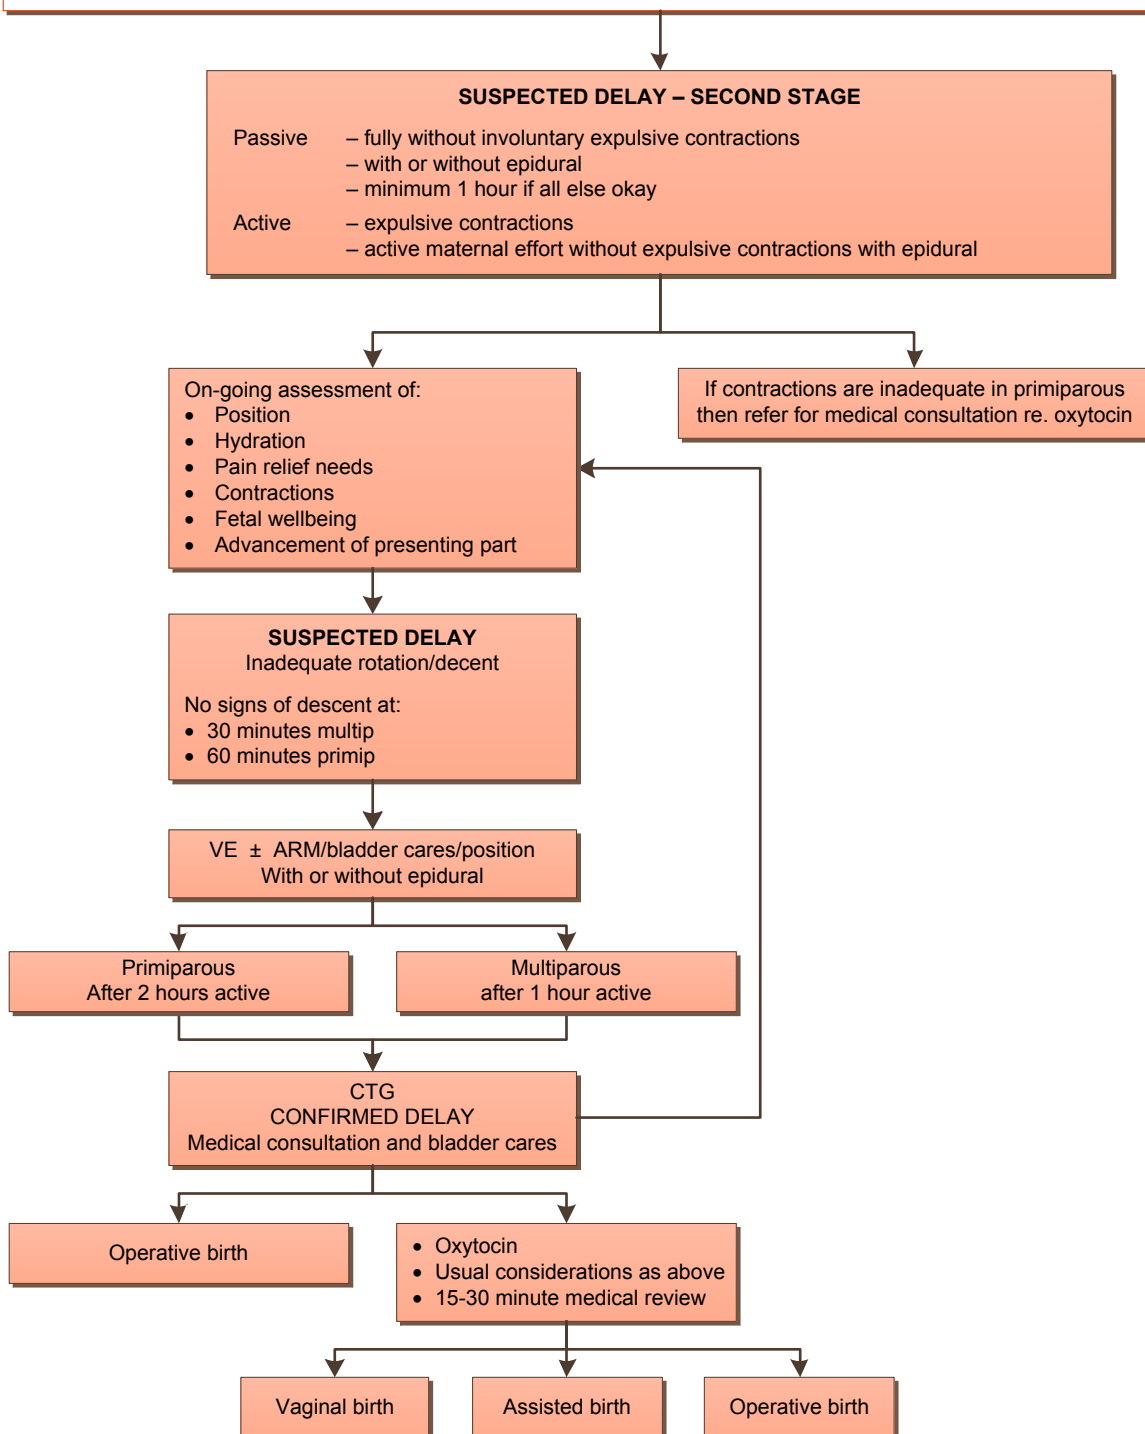 SUSPECTED DELAY – SECOND STAGE
Passive – fully without involuntary expulsive contractions
– with or without epidural
– minimum 1 hour if all else okay
Active – expulsive contractions
– active maternal effort without expulsive contractions with epidural
On-going assessment of:
• Position
• Hydration
• Pain relief needs
• Contractions
• Fetal wellbeing
• Advancement of presenting part
If contractions are inadequate in primiparous
then refer for medical consultation re. oxytocin
SUSPECTED DELAY
Inadequate rotation/decent
No signs of descent at:
• 30 minutes multip
• 60 minutes primip
VE ± ARM/bladder cares/position
With or without epidural
Primiparous
After 2 hours active
Multiparous
after 1 hour active
CTG
CONFIRMED DELAY
Medical consultation and bladder cares
Operative birth
• Oxytocin
• Usual considerations as above
• 15-30 minute medical review
Vaginal birth
Assisted birth
Operative birth